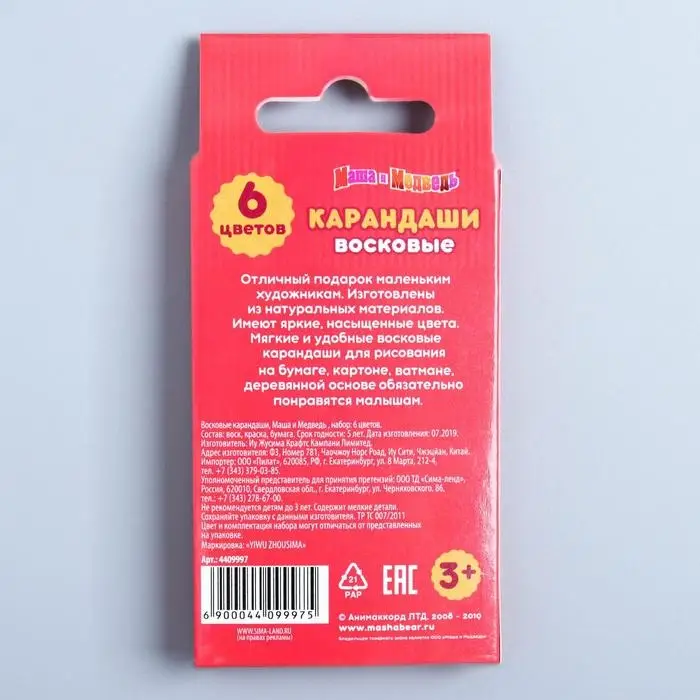 Маша и Медведь
6
цветов
КАРАНДАШИ
ВОСКОВЫЕ
Отличный подарок маленьким
художникам. Изготовлены
из натуральных материалов.
Имеют яркие, насыщенные цвета.
Мягкие и удобные восковые
карандаши для рисования
на бумаге, картоне, ватмане,
деревянной основе обязательно
понравятся малышам.
Восковые карандаши, Маша и Медведь , набор: 6 цветов.
Состав: воск, краска, бумага. Срок годности: 5 лет. Дата изготовления: 07.2019.
Изготовитель: Иу Жусима Крафтс Кампани Лимитед.
Адрес изготовителя: Ф3, Номер 781, Чаочжоу Норс Роад, Иу Сити, Чжэцйан, Китай.
Импортер: ООО «Пилат», 620085, РФ, г. Екатеринбург, ул. 8 Марта, 212-4,
тел. +7 (343) 379-03-85.
Уполномоченный представитель для принятия претензий: ООО ТД «Сима-ленд»,
Россия, 620010, Свердловская обл., г. Екатеринбург, ул. Черняховского, 86,
тел.: +7 (343) 278-67-00.
Не рекомендуется детям до 3 лет. Содержит мелкие детали.
Сохраняйте упаковку с данными изготовителя. ТР ТС 007/2011
Цвет и комплектация набора могут отличаться от представленных
на упаковке.
Маркировка: «YIWU ZHOUSIMA»
Арт.: 4409997
6 900044 099975
WWW.SIMA-LAND.RU
(на правах рекламы)
21
PAP
EAC
3+
© Анимаккорд ЛТД. 2008 - 2019
www.mashabear.ru